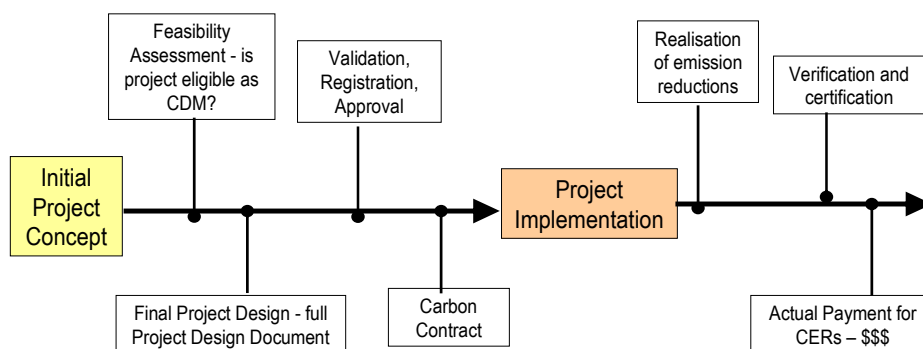 Feasibility
Assessment - is
project eligible as
CDM?
Validation,
Registration,
Approval
Realisation
of emission
reductions
Verification and
certification
Initial
Project
Concept
Project
Implementation
Final Project Design - full
Project Design Document
Carbon
Contract
Actual Payment for
CERs – $$$